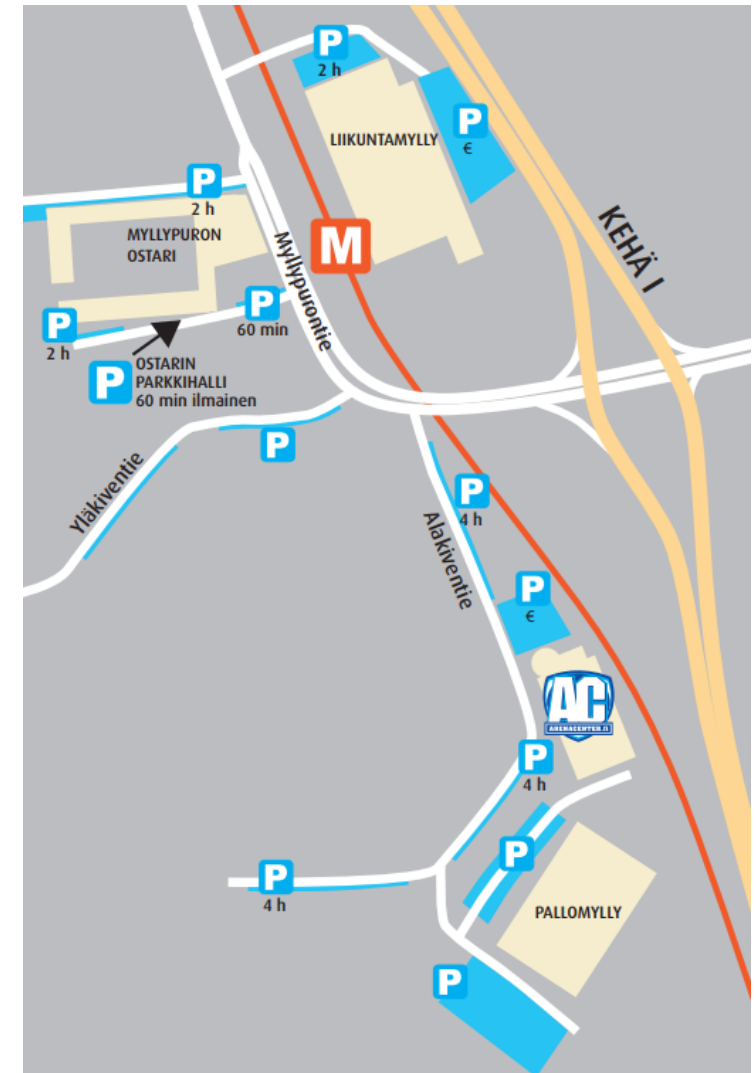 P
2 h
LIIKUNTAMYLLY
P
€
P
2 h
MYLLYPURON
OSTARI
M
KEHÄ I
Myllypurontie
P
60 min
P
2 h
P
OSTARIN
PARKKIHALLI
60 min ilmainen
P
Yläkiventie
P
4 h
Alakiventie
P
€
AC
ARENACENTER.FI
P
4 h
P
P
4 h
PALLOMYLLY
P